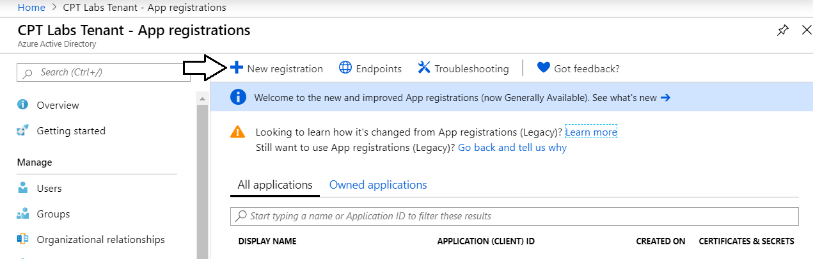 Home > CPT Labs Tenant - App registrations
CPT Labs Tenant - App registrations
Azure Active Directory
Search (Ctrl+/)
Overview
Getting started
Manage
Users
Groups
Organizational relationships
New registration Endpoints Troubleshooting Got feedback?
Welcome to the new and improved App registrations (now Generally Available). See what's new →
Looking to learn how it's changed from App registrations (Legacy)? Learn more
Still want to use App registrations (Legacy)? Go back and tell us why
All applications Owned applications
Start typing a name or Application ID to filter these results
DISPLAY NAME APPLICATION (CLIENT) ID CREATED ON CERTIFICATES & SECRETS